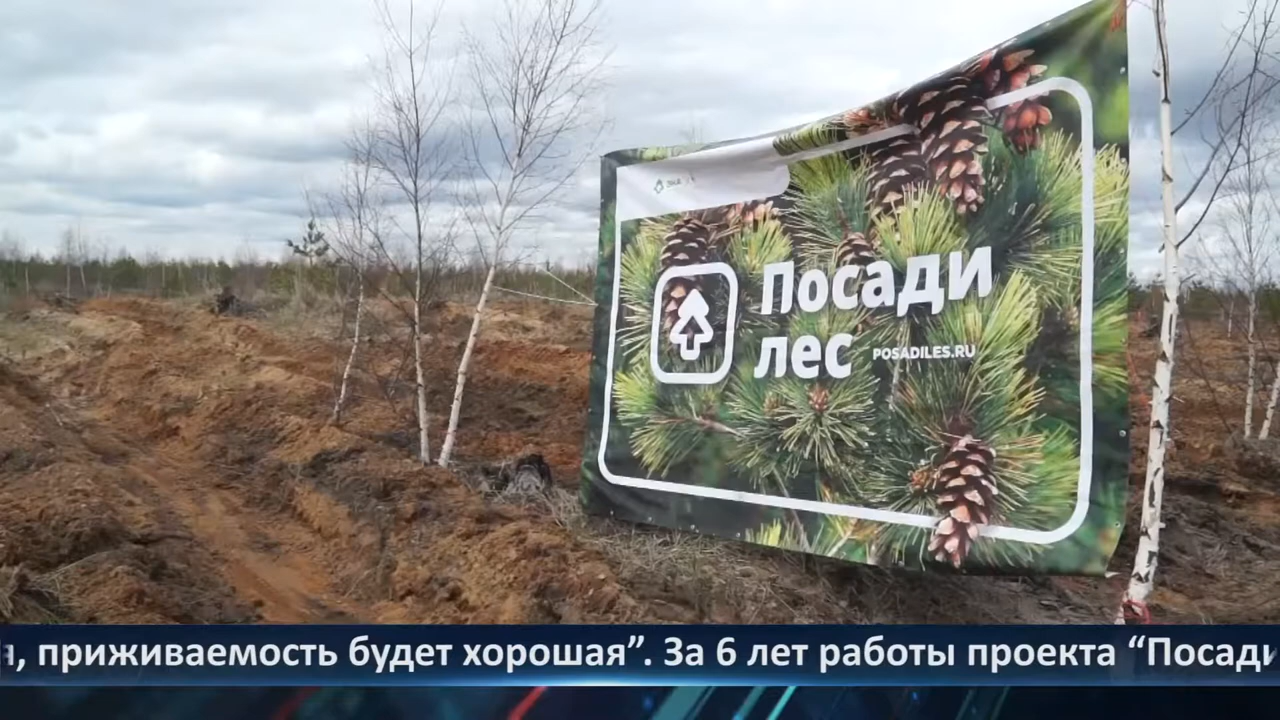 Посади
лес POSADILES.RU
, приживаемость будет хорошая”. За 6 лет работы проекта “Посади